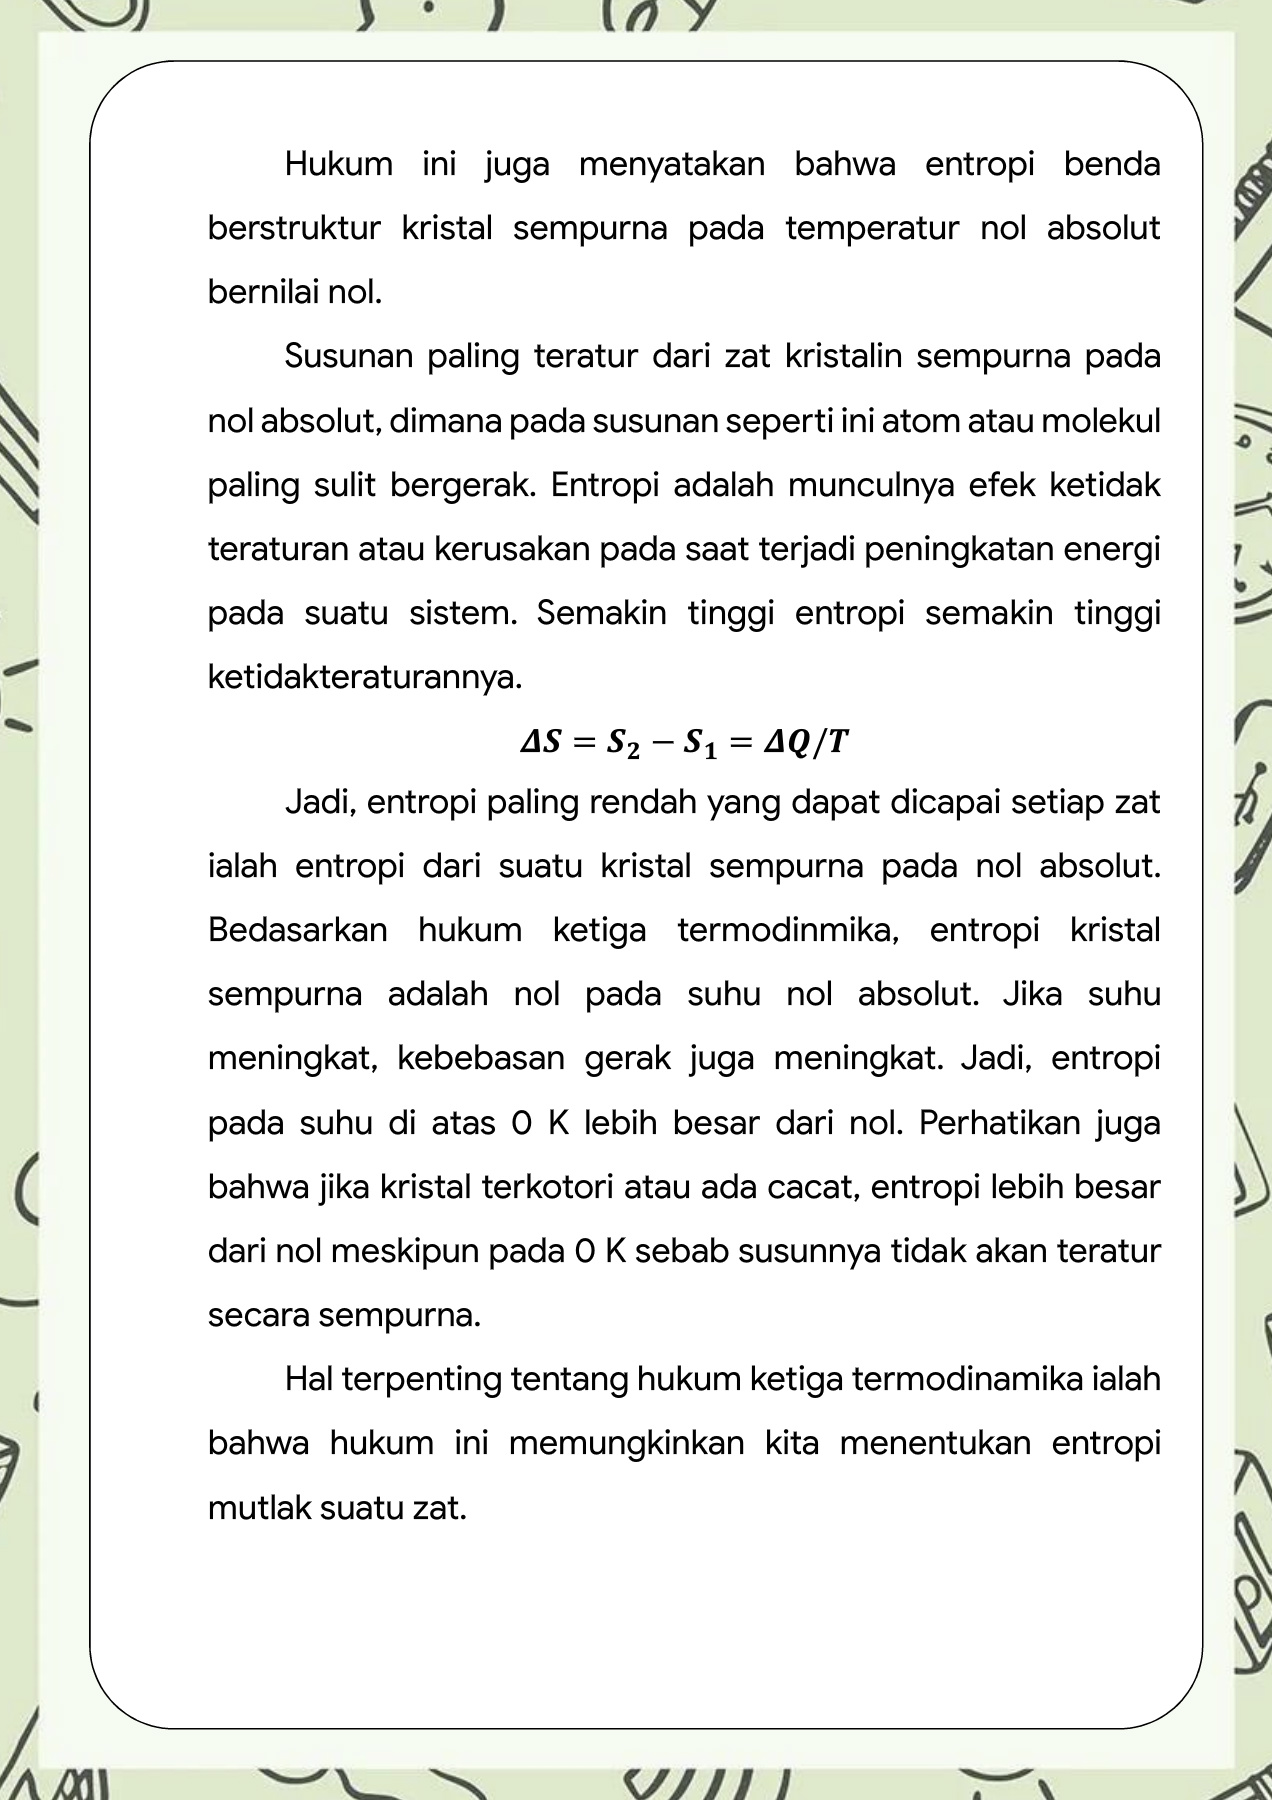 Hukum ini juga menyatakan bahwa entropi benda
berstruktur kristal sempurna pada temperatur nol absolut
bernilai nol.
Susunan paling teratur dari zat kristalin sempurna pada
nol absolut, dimana pada susunan seperti ini atom atau molekul
paling sulit bergerak. Entropi adalah munculnya efek ketidak
teraturan atau kerusakan pada saat terjadi peningkatan energi
pada suatu sistem. Semakin tinggi entropi semakin tinggi
ketidakteraturannya.
ΔS = S₂ − S₁ = ΔQ/T
Jadi, entropi paling rendah yang dapat dicapai setiap zat
ialah entropi dari suatu kristal sempurna pada nol absolut.
Bedasarkan hukum ketiga termodinmika, entropi kristal
sempurna adalah nol pada suhu nol absolut. Jika suhu
meningkat, kebebasan gerak juga meningkat. Jadi, entropi
pada suhu di atas 0 K lebih besar dari nol. Perhatikan juga
bahwa jika kristal terkotori atau ada cacat, entropi lebih besar
dari nol meskipun pada 0 K sebab susunnya tidak akan teratur
secara sempurna.
Hal terpenting tentang hukum ketiga termodinamika ialah
bahwa hukum ini memungkinkan kita menentukan entropi
mutlak suatu zat.